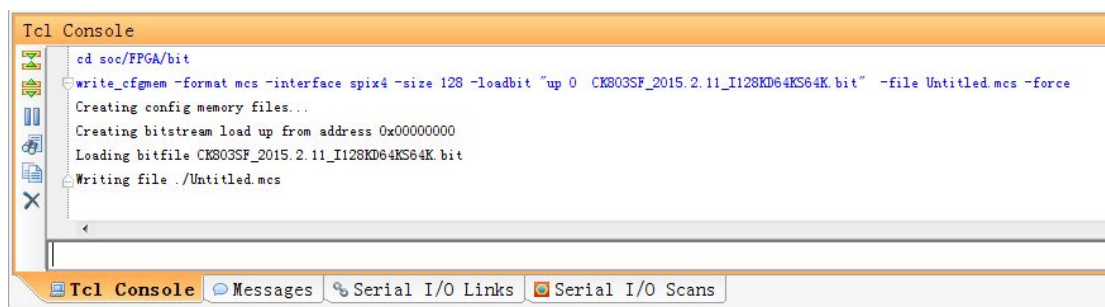 Tcl Console
cd soc/FPGA/bit
write_cfgmem -format mcs -interface spix4 -size 128 -loadbit "up 0  CK803SF_2015.2.11_I128KD64KS64K.bit"  -file Untitled.mcs -force
Creating config memory files...
Creating bitstream load up from address 0x00000000
Loading bitfile CK803SF_2015.2.11_I128KD64KS64K.bit
Writing file ./Untitled.mcs
Tcl Console Messages Serial I/O Links Serial I/O Scans